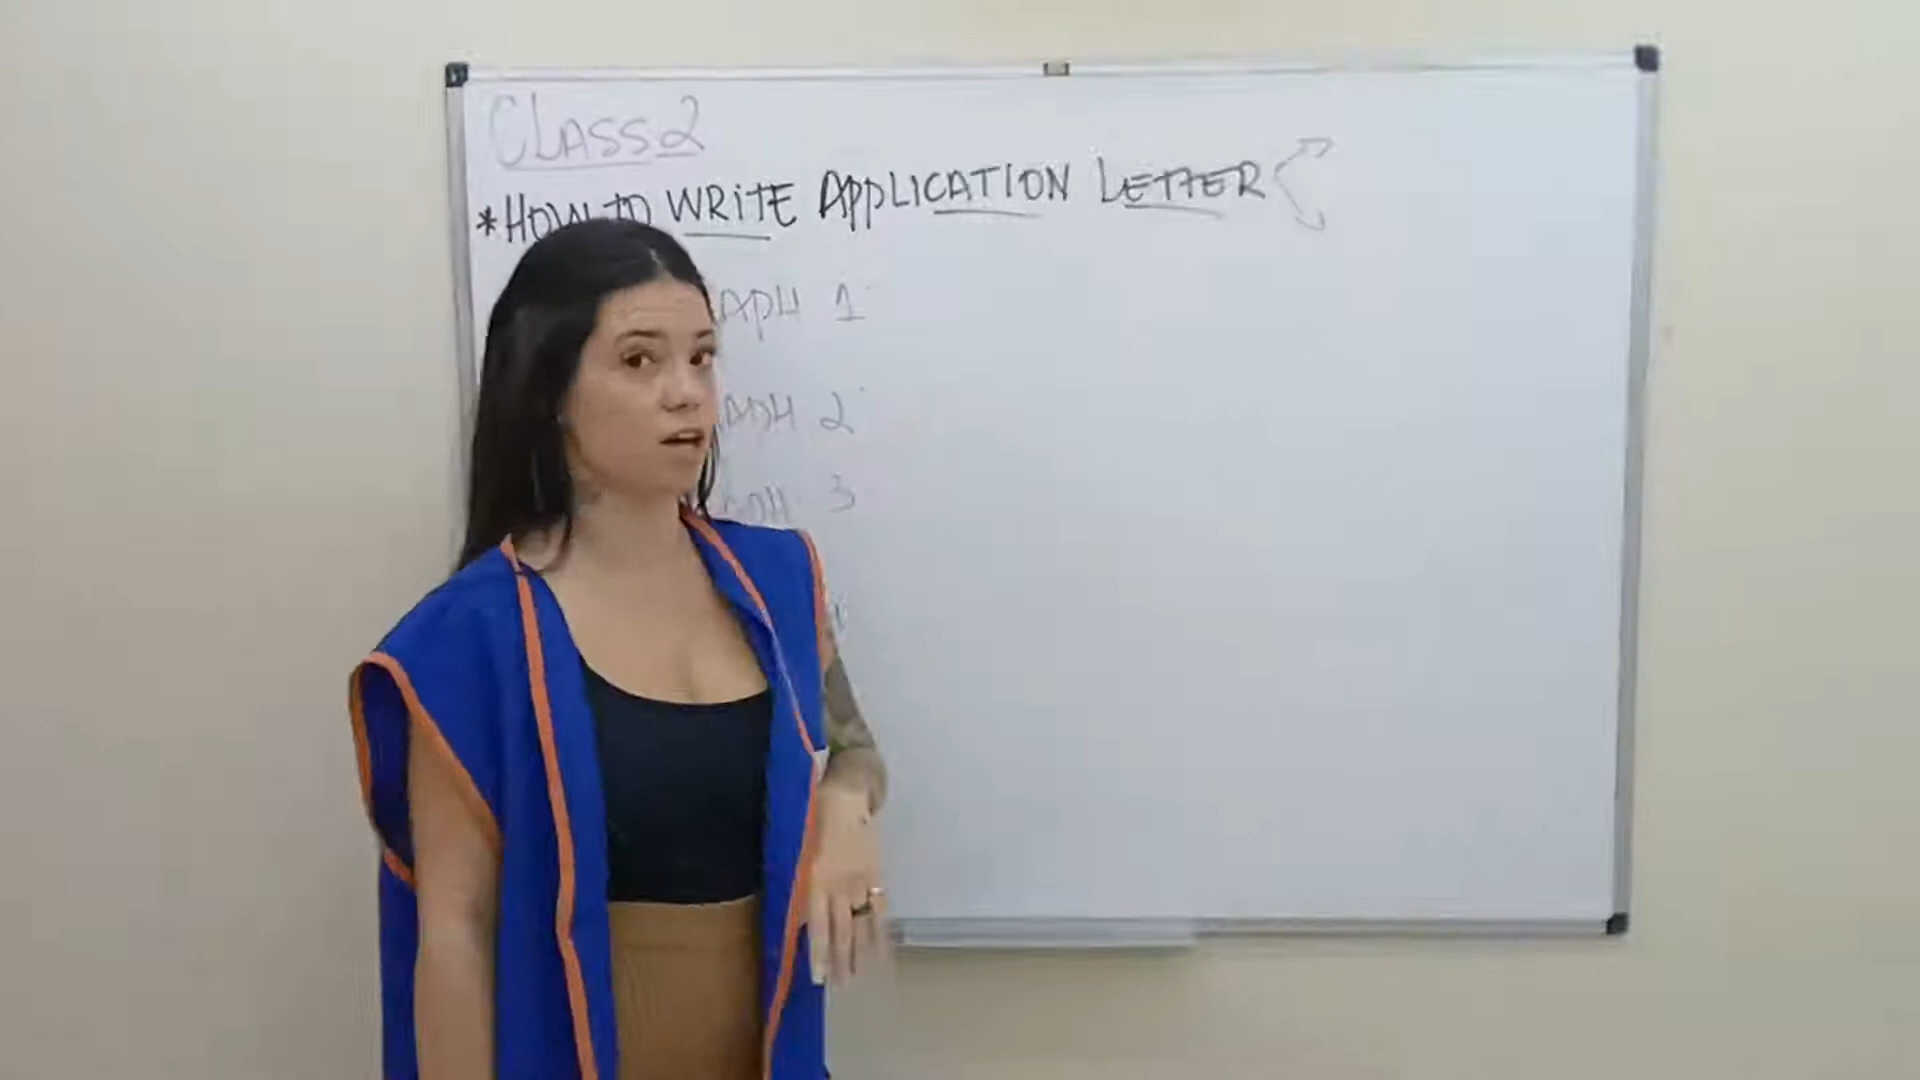 CLASS 2
*HOW TO WRITE APPLICATION LETTER
APH 1
APH 2
3